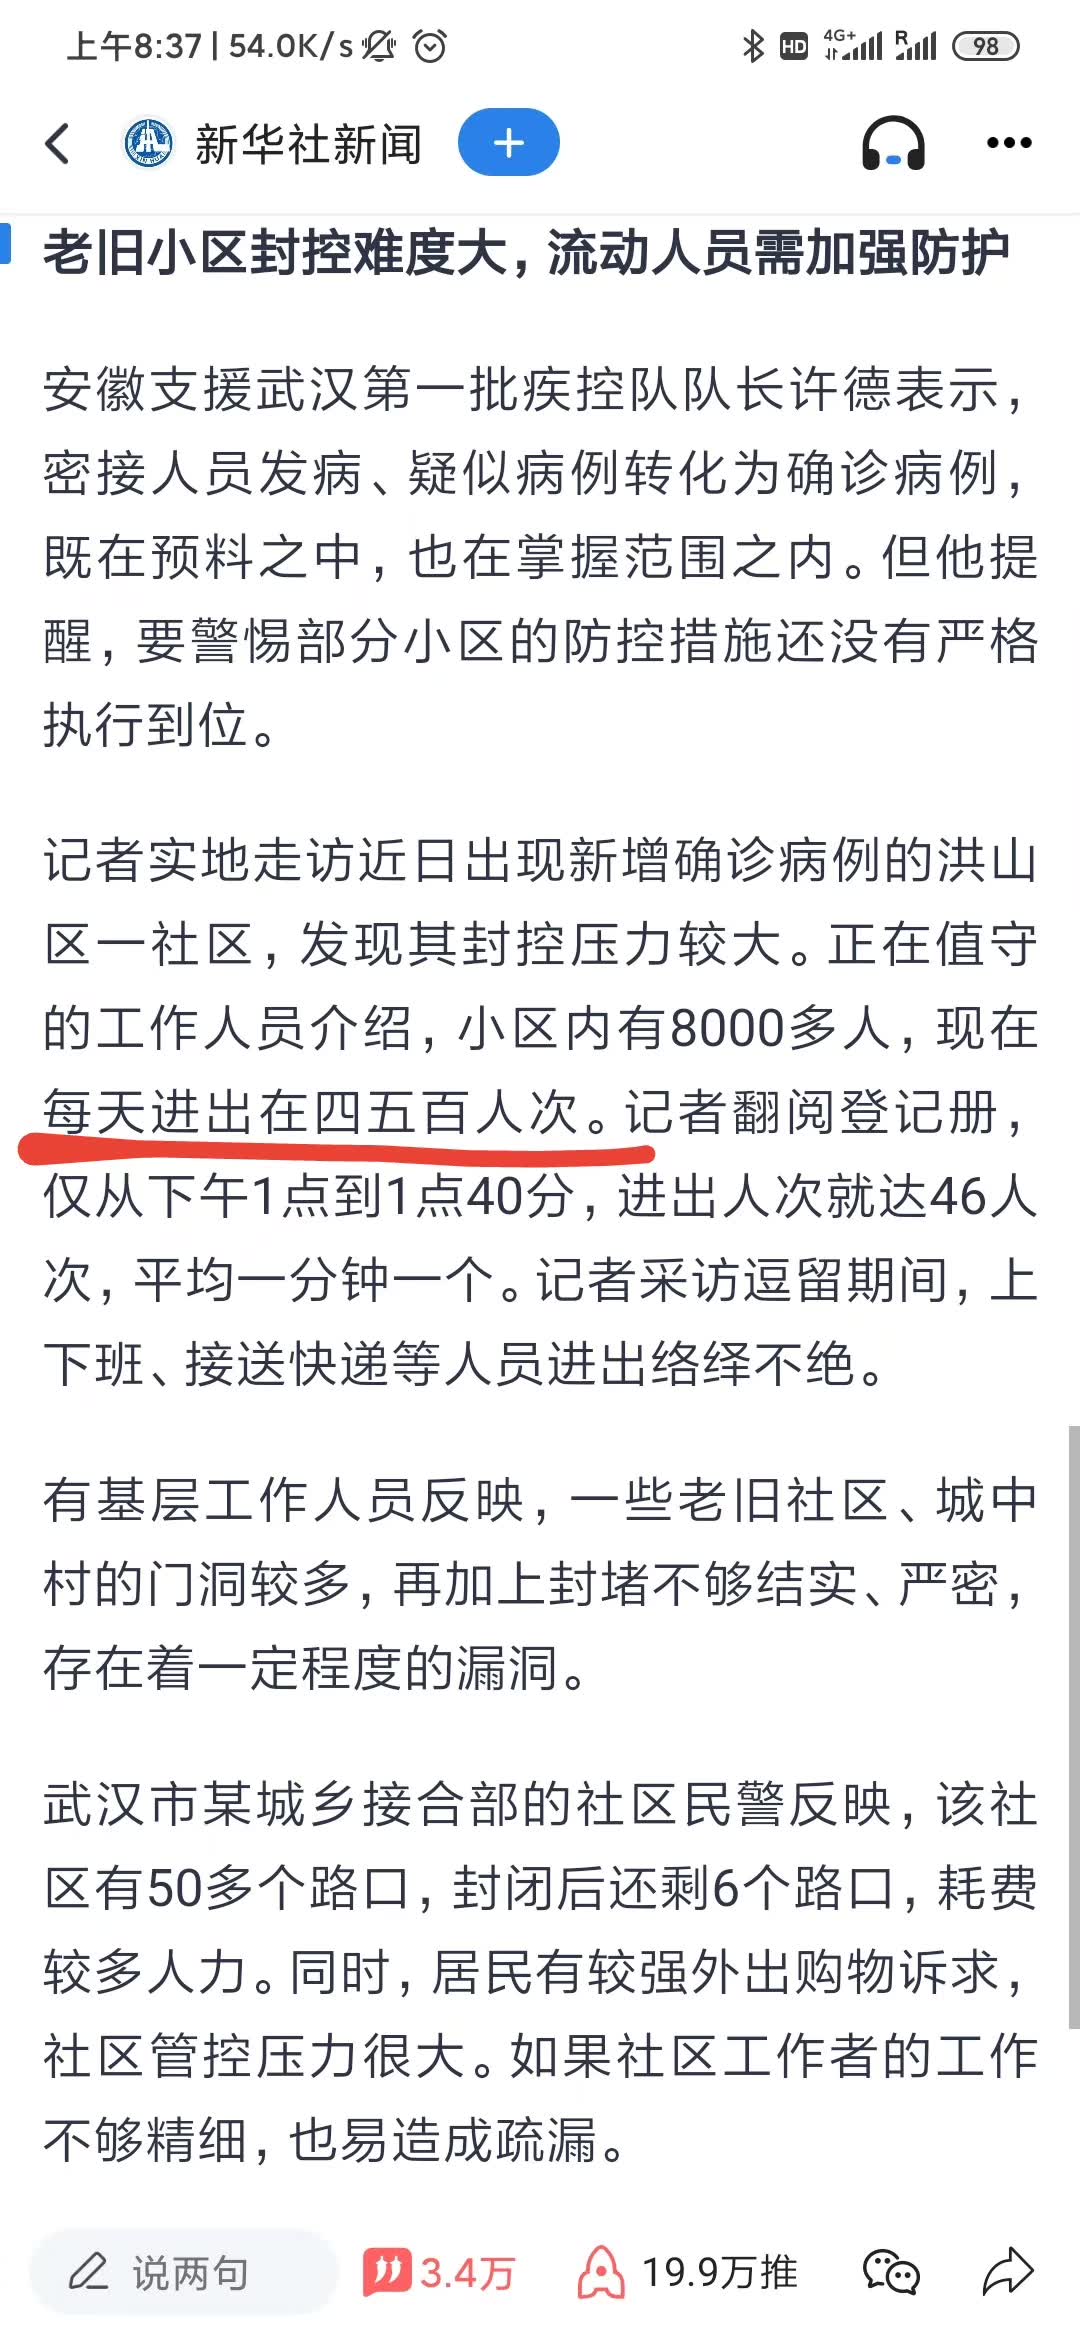 上午8:37 | 54.0K/s
HD 4G+ R 98
新华社新闻
老旧小区封控难度大，流动人员需加强防护
安徽支援武汉第一批疾控队队长许德表示，
密接人员发病、疑似病例转化为确诊病例，
既在预料之中，也在掌握范围之内。但他提
醒，要警惕部分小区的防控措施还没有严格
执行到位。
记者实地走访近日出现新增确诊病例的洪山
区一社区，发现其封控压力较大。正在值守
的工作人员介绍，小区内有8000多人，现在
每天进出在四五百人次。记者翻阅登记册，
仅从下午1点到1点40分，进出人次就达46人
次，平均一分钟一个。记者采访逗留期间，上
下班、接送快递等人员进出络绎不绝。
有基层工作人员反映，一些老旧社区、城中
村的门洞较多，再加上封堵不够结实、严密，
存在着一定程度的漏洞。
武汉市某城乡接合部的社区民警反映，该社
区有50多个路口，封闭后还剩6个路口，耗费
较多人力。同时，居民有较强外出购物诉求，
社区管控压力很大。如果社区工作者的工作
不够精细，也易造成疏漏。
说两句 3.4万 19.9万推